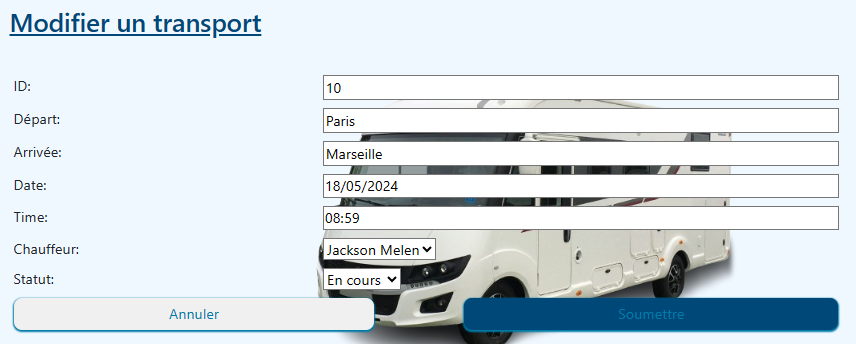 Modifier un transport
ID: 10
Départ: Paris
Arrivée: Marseille
Date: 18/05/2024
Time: 08:59
Chauffeur: Jackson Melen
Statut: En cours
Annuler Soumettre